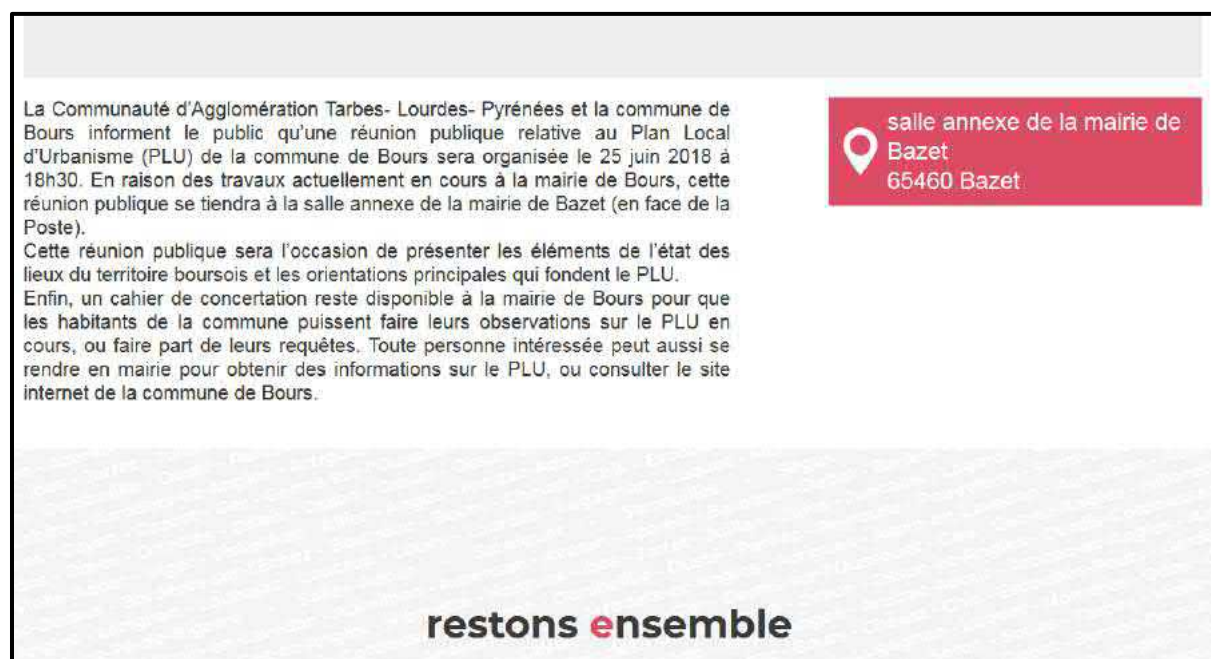 La Communauté d'Agglomération Tarbes- Lourdes- Pyrénées et la commune de
Bours informent le public qu'une réunion publique relative au Plan Local
d'Urbanisme (PLU) de la commune de Bours sera organisée le 25 juin 2018 à
18h30. En raison des travaux actuellement en cours à la mairie de Bours, cette
réunion publique se tiendra à la salle annexe de la mairie de Bazet (en face de la
Poste).
Cette réunion publique sera l'occasion de présenter les éléments de l'état des
lieux du territoire boursois et les orientations principales qui fondent le PLU.
Enfin, un cahier de concertation reste disponible à la mairie de Bours pour que
les habitants de la commune puissent faire leurs observations sur le PLU en
cours, ou faire part de leurs requêtes. Toute personne intéressée peut aussi se
rendre en mairie pour obtenir des informations sur le PLU, ou consulter le site
internet de la commune de Bours.
salle annexe de la mairie de
Bazet
65460 Bazet
restons ensemble